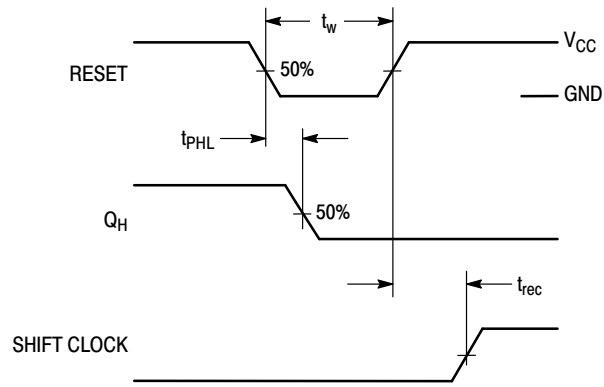 t_w
V_CC
RESET
50%
GND
t_PHL
Q_H
50%
t_rec
SHIFT CLOCK